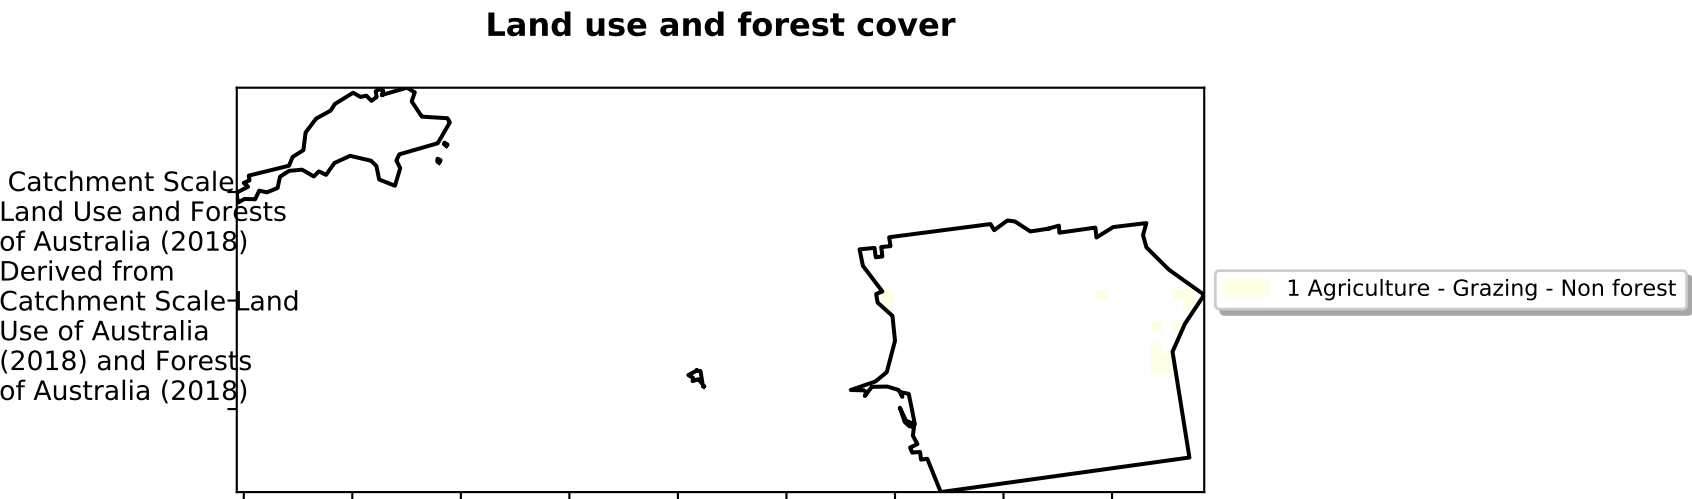 Land use and forest cover
Catchment Scale
Land Use and Forests
of Australia (2018)
Derived from
Catchment Scale Land
Use of Australia
(2018) and Forests
of Australia (2018)
1 Agriculture - Grazing - Non forest